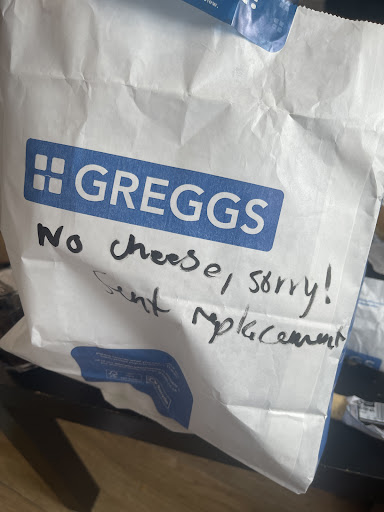 GREGGS
No cheese, sorry!
Sent replacement